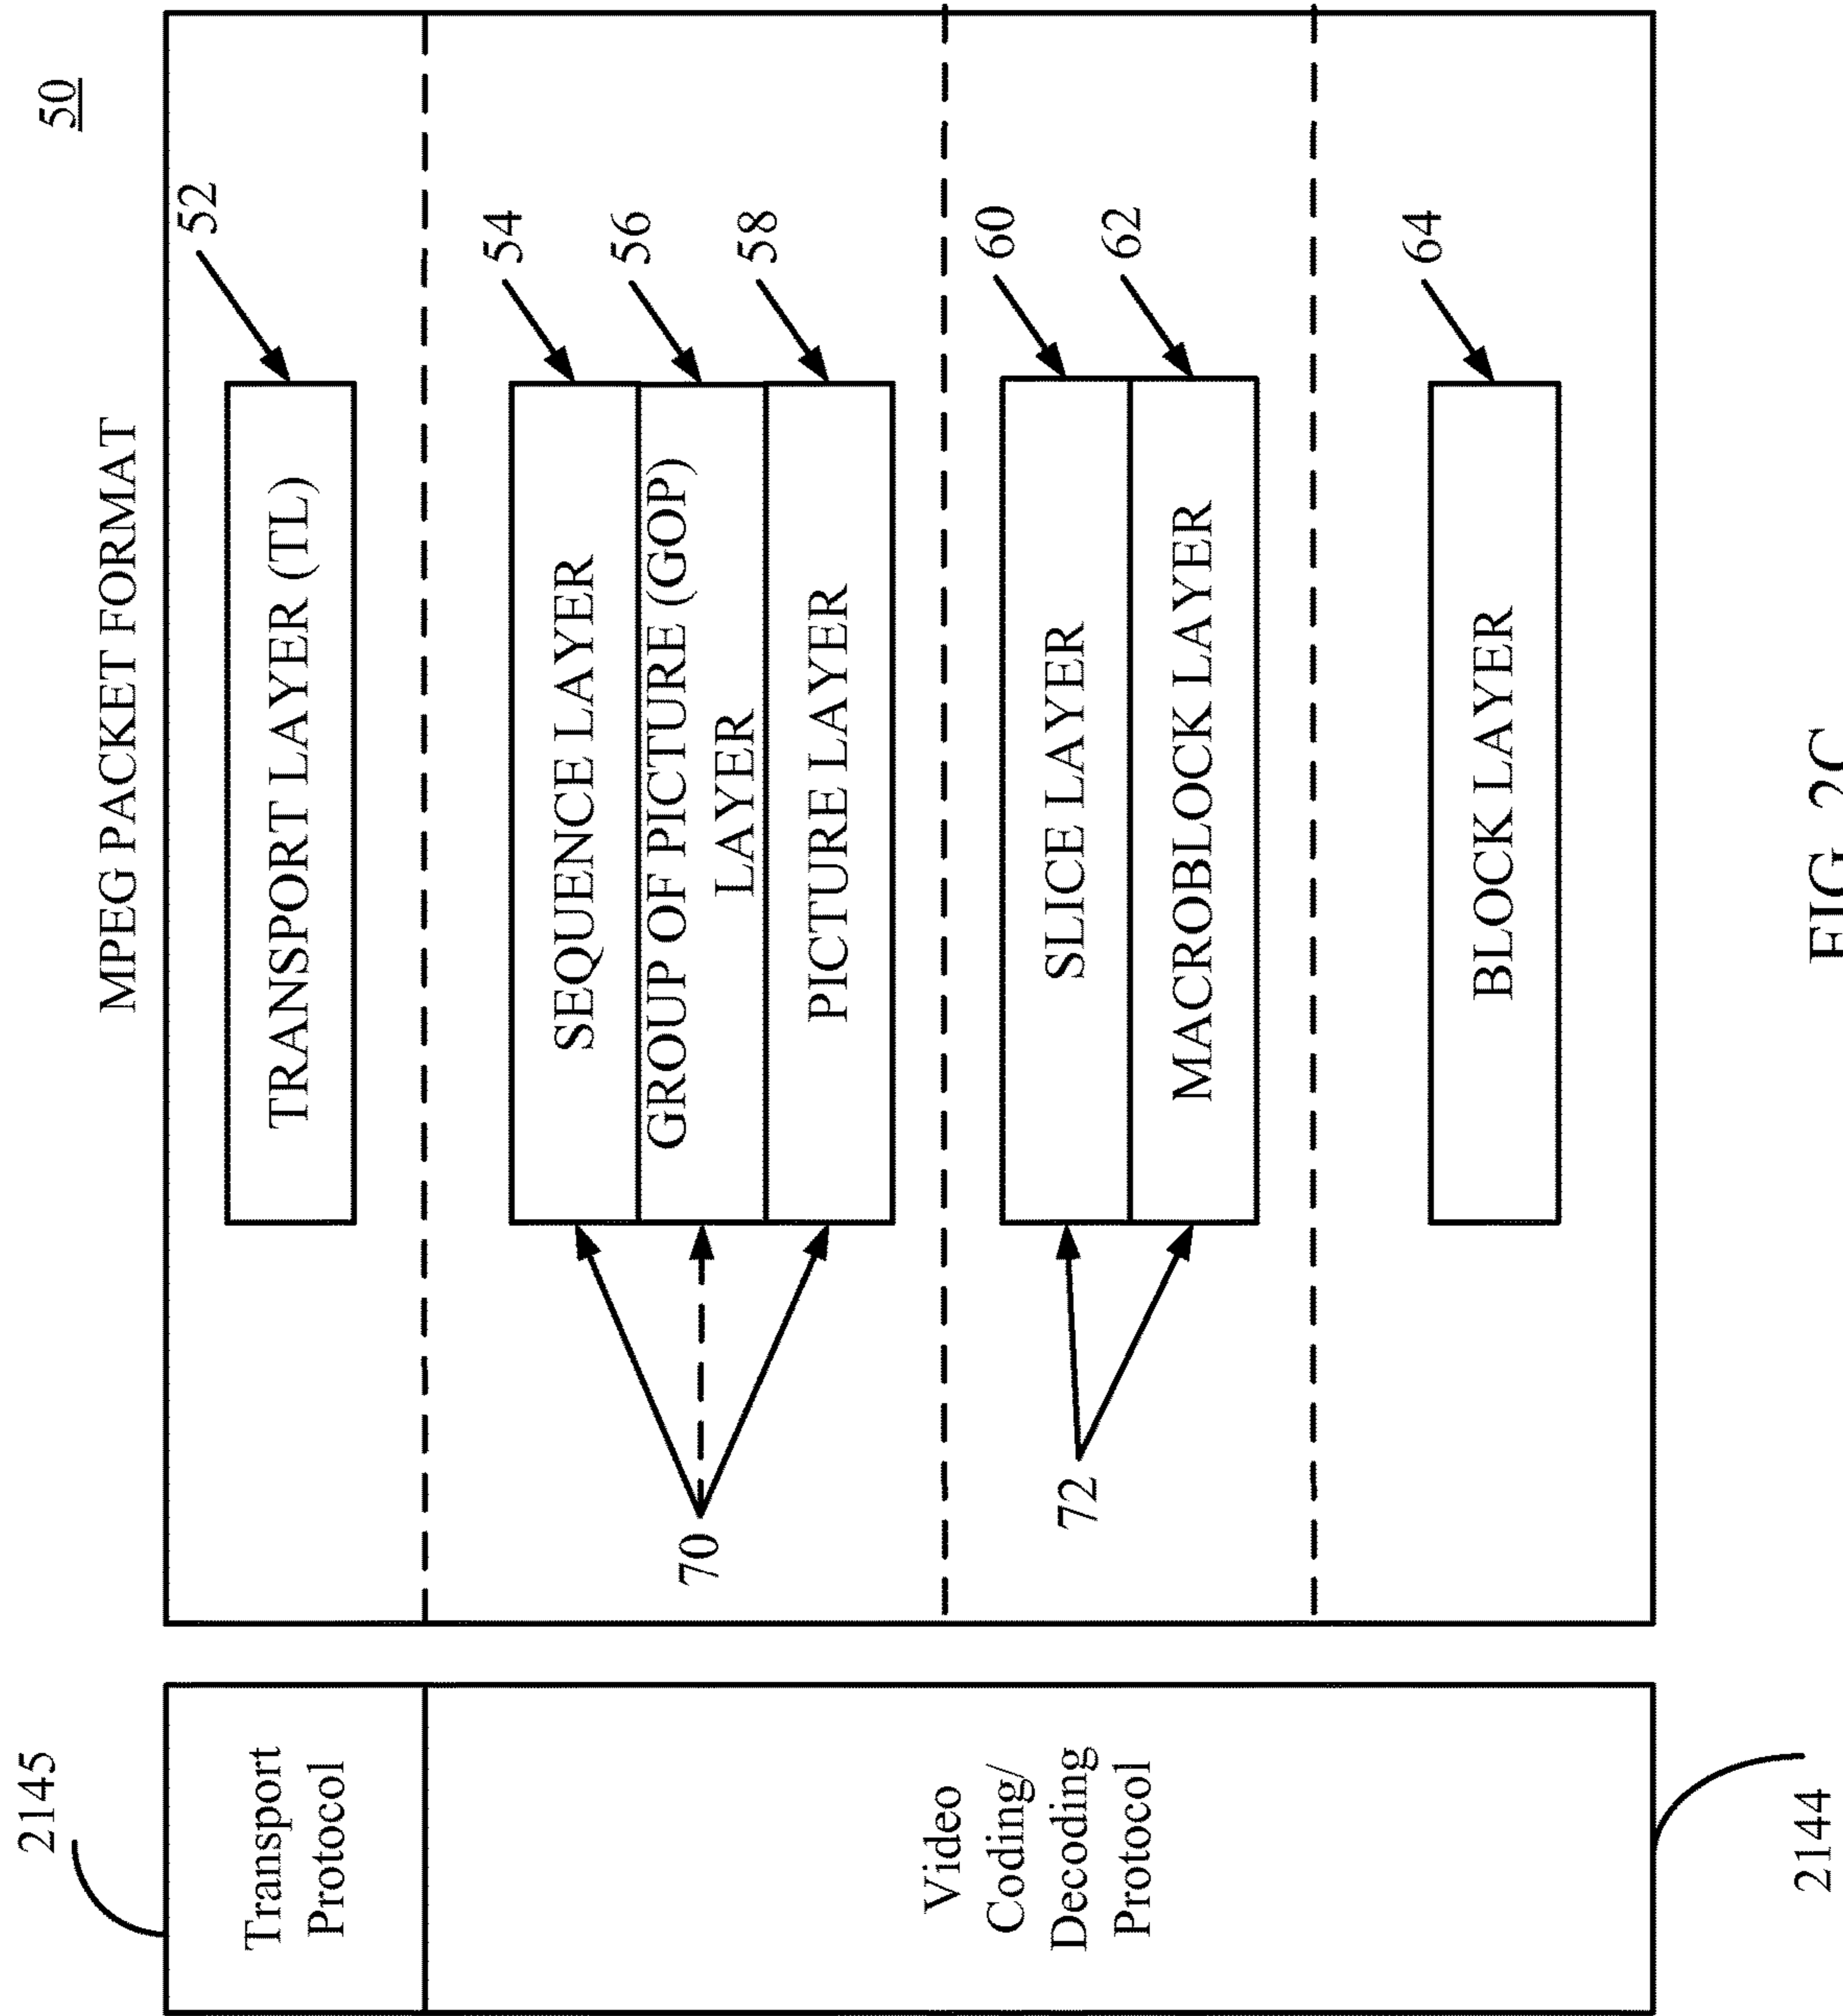 MPEG PACKET FORMAT
50
2145
Transport
Protocol
TRANSPORT LAYER (TL)
52
Video
Coding/
Decoding
Protocol
2144
70
SEQUENCE LAYER
54
GROUP OF PICTURE (GOP)
LAYER
56
PICTURE LAYER
58
72
SLICE LAYER
60
MACROBLOCK LAYER
62
BLOCK LAYER
64
FIG. 2C